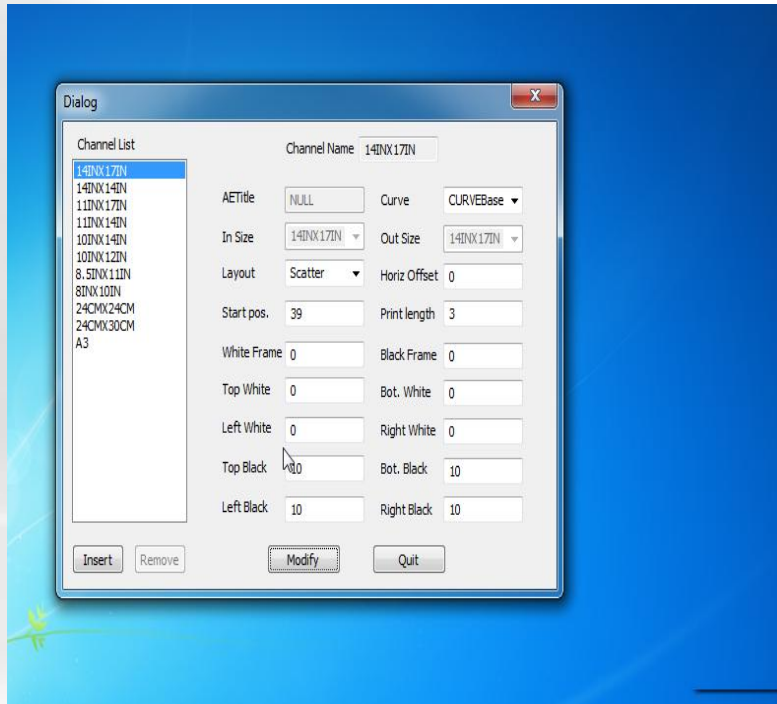 Dialog
Channel List
14INX17IN
14INX14IN
11INX17IN
11INX14IN
10INX14IN
10INX12IN
8.5INX11IN
8INX10IN
24CMX24CM
24CMX30CM
A3
Channel Name 14INX17IN
AETitle NULL Curve CURVEBase
In Size 14INX17IN Out Size 14INX17IN
Layout Scatter Horiz Offset 0
Start pos. 39 Print length 3
White Frame 0 Black Frame 0
Top White 0 Bot. White 0
Left White 0 Right White 0
Top Black 10 Bot. Black 10
Left Black 10 Right Black 10
Insert Remove Modify Quit